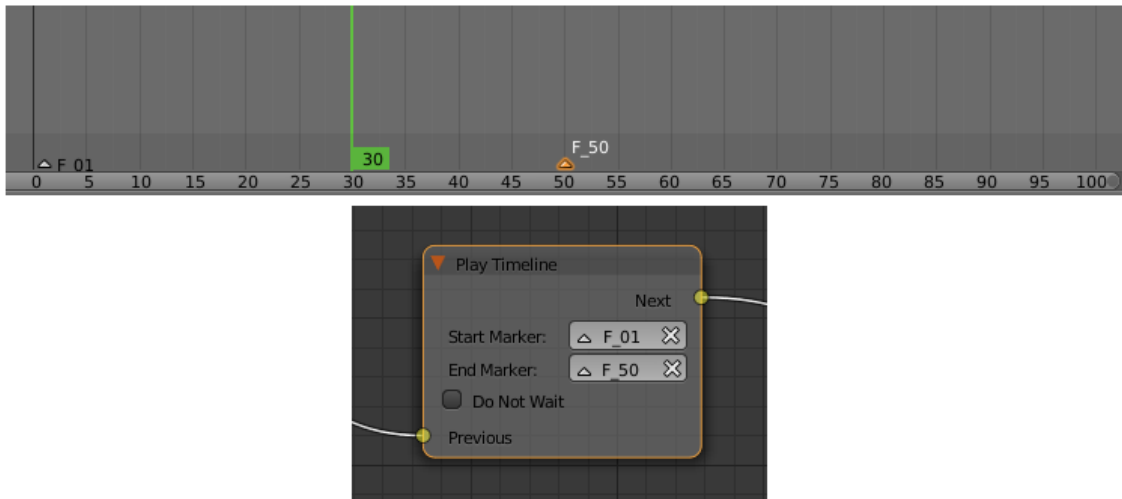 F_50
F_01
30
0 5 10 15 20 25 30 35 40 45 50 55 60 65 70 75 80 85 90 95 100
Play Timeline
Next
Start Marker: F_01
End Marker: F_50
Do Not Wait
Previous